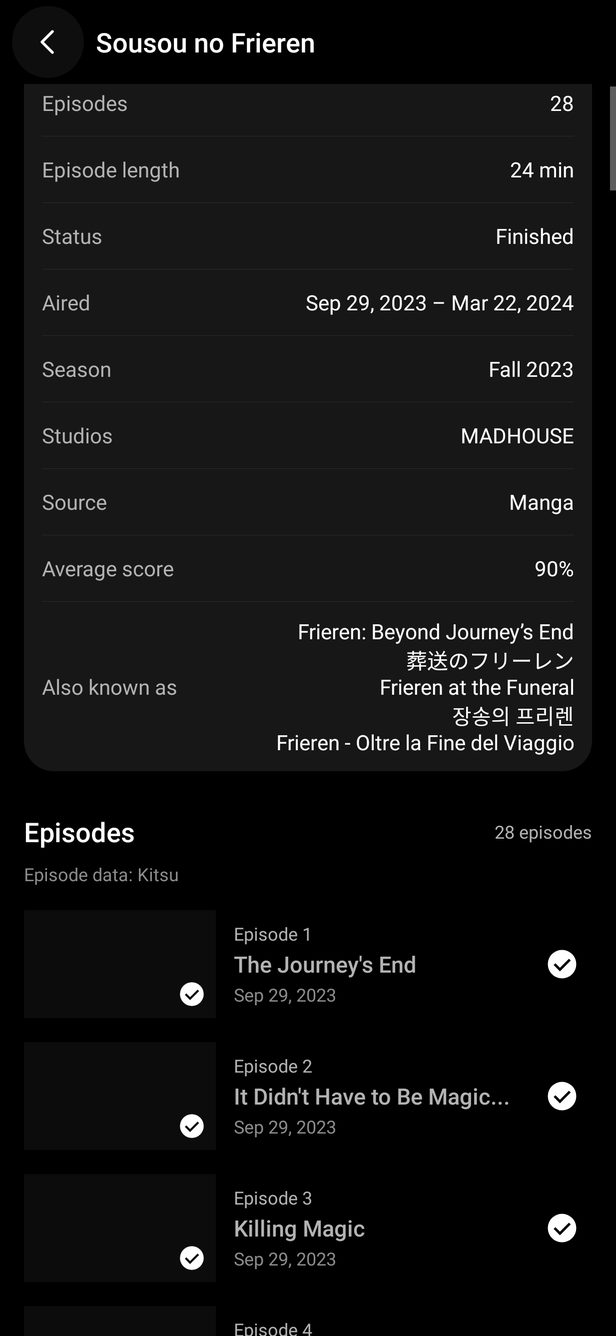 Sousou no Frieren
Episodes 28
Episode length 24 min
Status Finished
Aired Sep 29, 2023 – Mar 22, 2024
Season Fall 2023
Studios MADHOUSE
Source Manga
Average score 90%
Also known as
Frieren: Beyond Journey’s End
葬送のフリーレン
Frieren at the Funeral
장송의 프리렌
Frieren - Oltre la Fine del Viaggio
Episodes 28 episodes
Episode data: Kitsu
Episode 1
The Journey's End
Sep 29, 2023
Episode 2
It Didn't Have to Be Magic...
Sep 29, 2023
Episode 3
Killing Magic
Sep 29, 2023
Episode 4